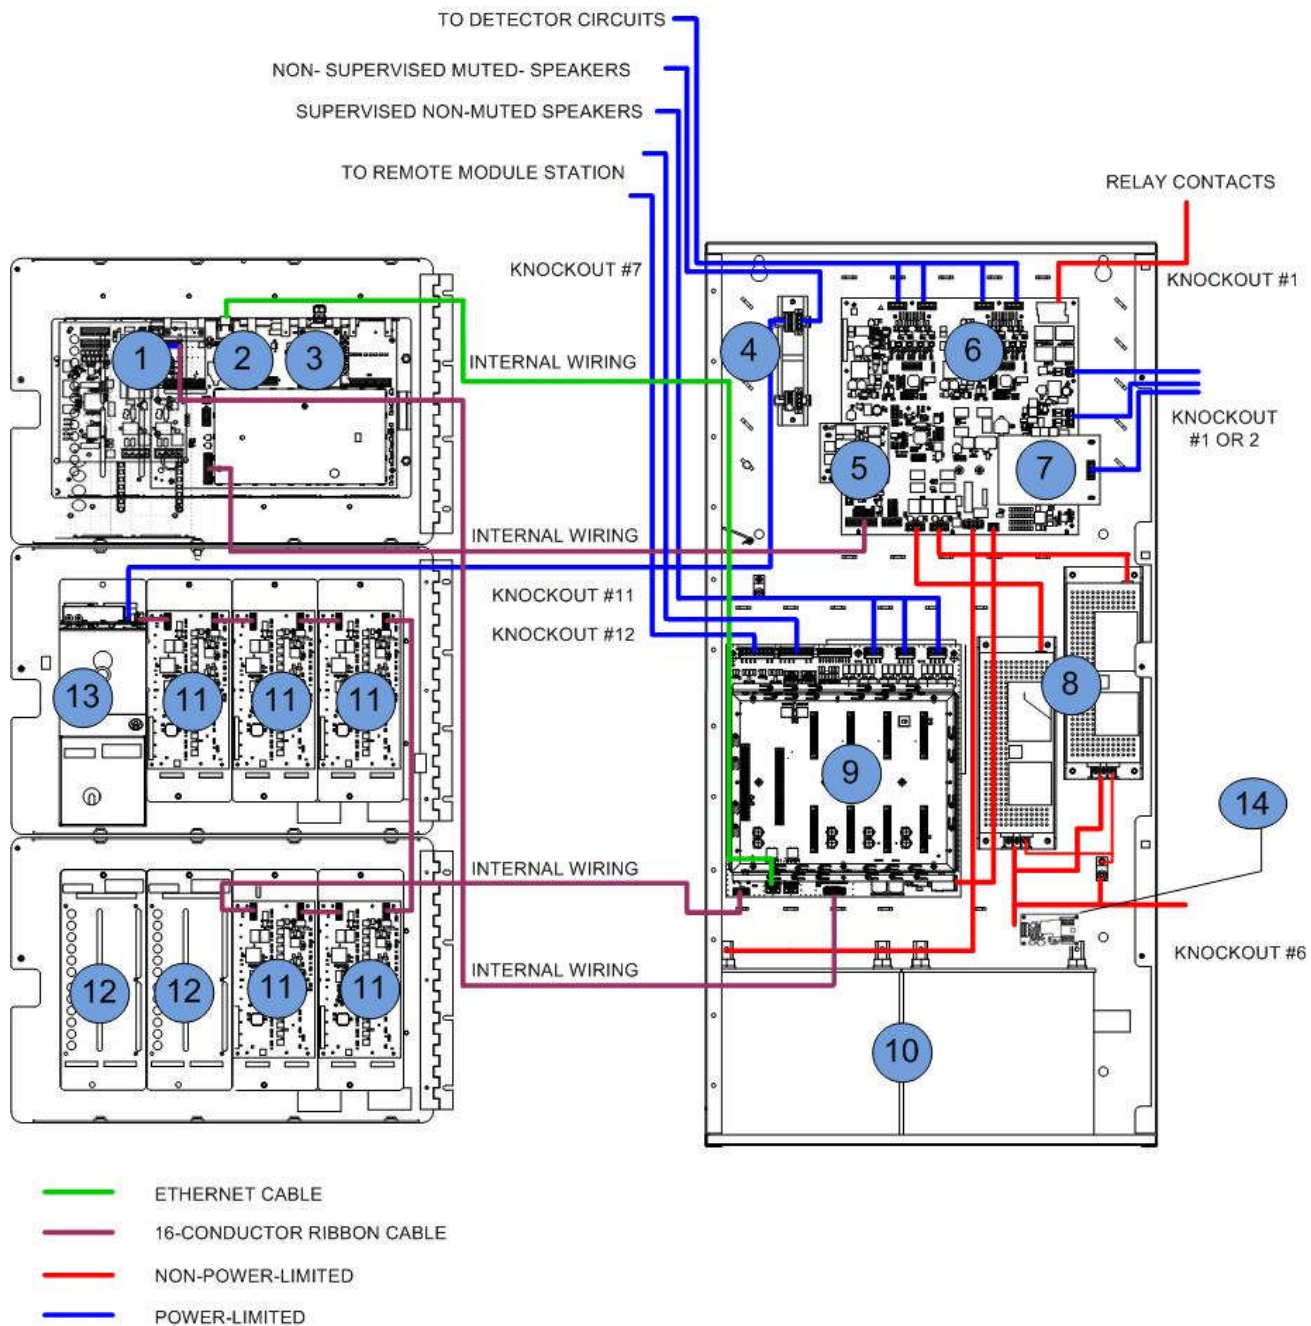 TO DETECTOR CIRCUITS
NON- SUPERVISED MUTED- SPEAKERS
SUPERVISED NON-MUTED SPEAKERS
TO REMOTE MODULE STATION
RELAY CONTACTS
KNOCKOUT #7
KNOCKOUT #1
1
2
3
INTERNAL WIRING
4
6
KNOCKOUT
#1 OR 2
5
7
INTERNAL WIRING
KNOCKOUT #11
KNOCKOUT #12
13
11
11
11
8
9
14
INTERNAL WIRING
KNOCKOUT #6
INTERNAL WIRING
12
12
11
11
10
ETHERNET CABLE
16-CONDUCTOR RIBBON CABLE
NON-POWER-LIMITED
POWER-LIMITED